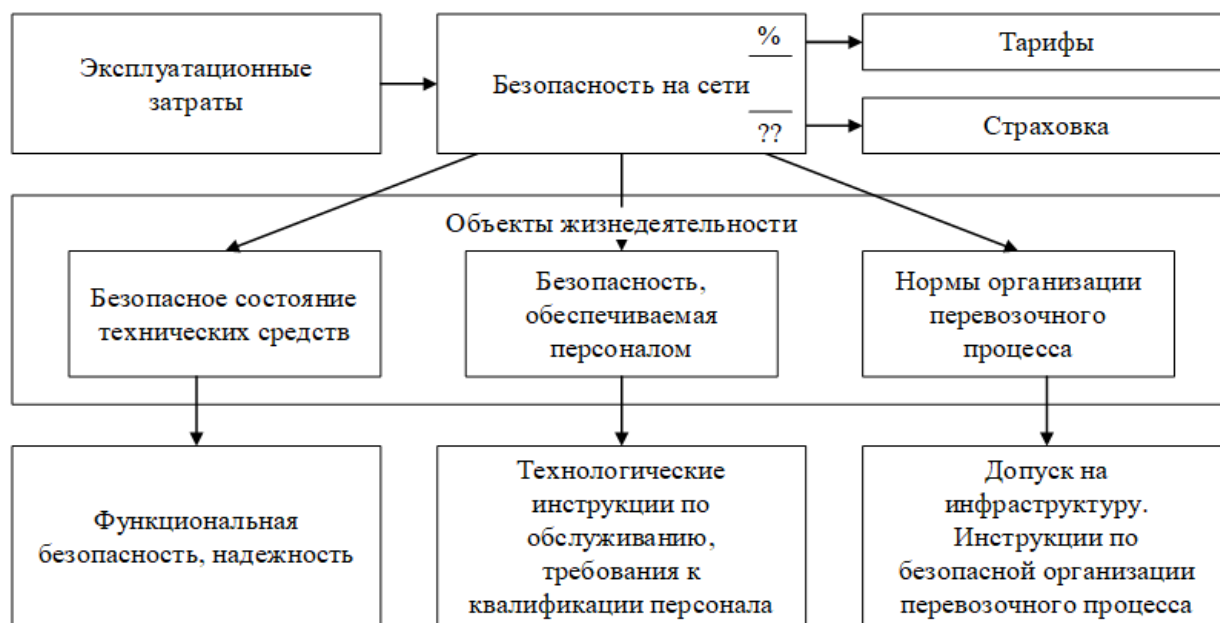 Эксплуатационные
затраты
Безопасность на сети
%
??
Тарифы
Страховка
Объекты жизнедеятельности
Безопасное состояние
технических средств
Безопасность,
обеспечиваемая
персоналом
Нормы организации
перевозочного
процесса
Функциональная
безопасность, надежность
Технологические
инструкции по
обслуживанию,
требования к
квалификации персонала
Допуск на
инфраструктуру.
Инструкции по
безопасной организации
перевозочного процесса